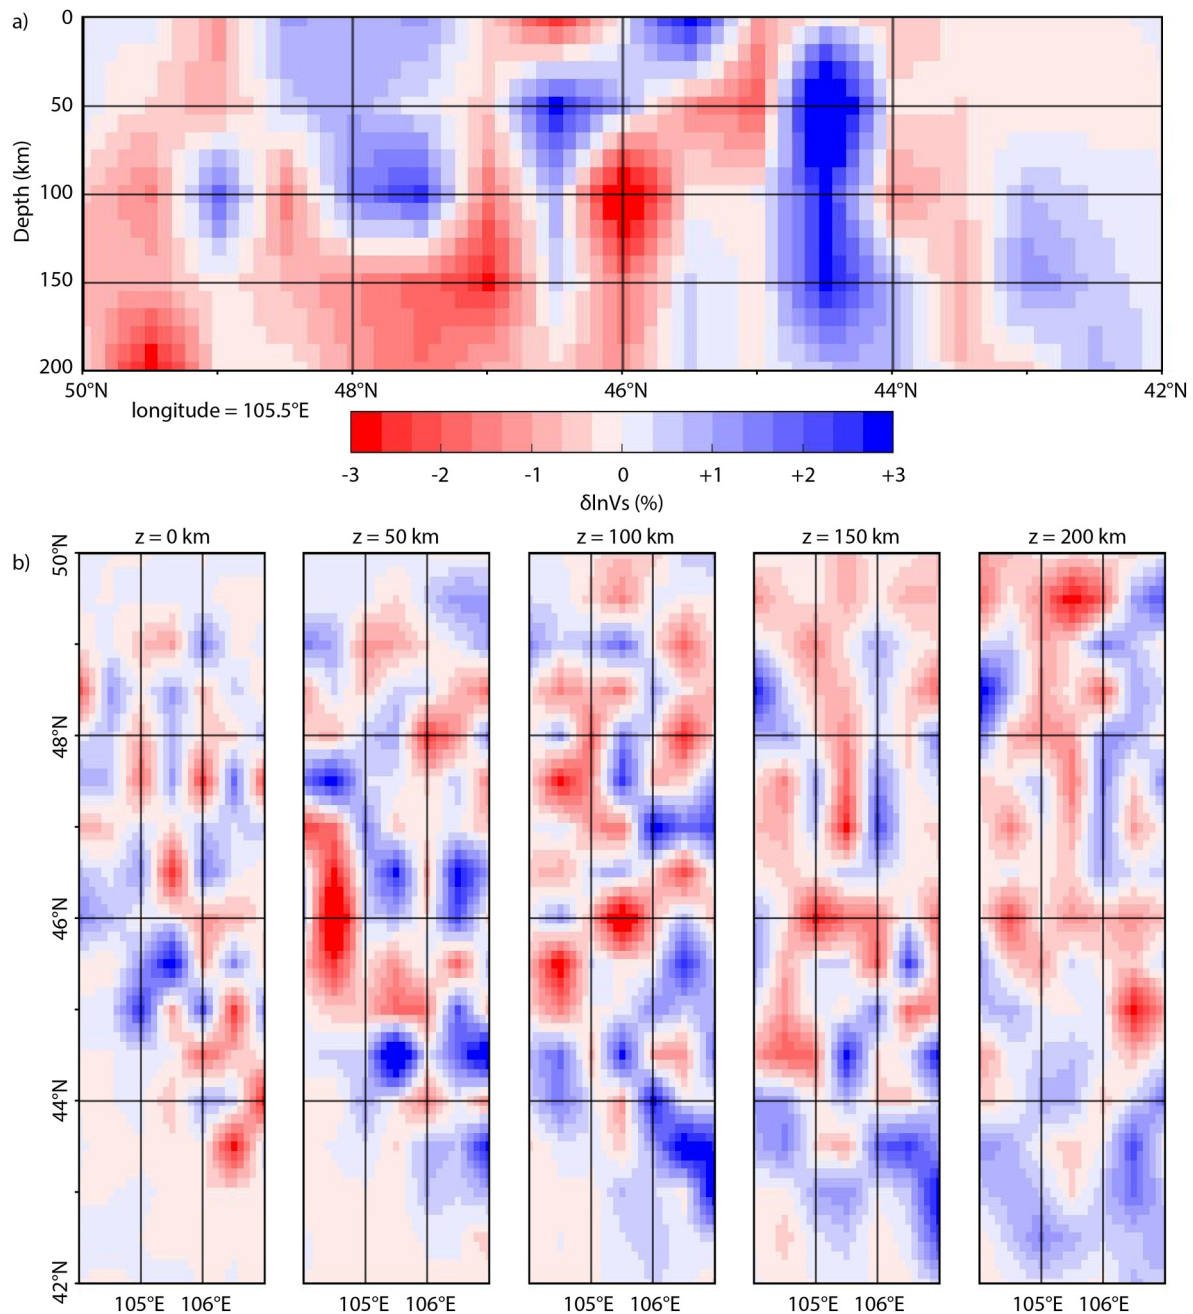 a)
0
50
100
150
200
Depth (km)
50°N 48°N 46°N 44°N 42°N
longitude = 105.5°E
-3 -2 -1 0 +1 +2 +3
δlnVs (%)
b)
z = 0 km z = 50 km z = 100 km z = 150 km z = 200 km
50°N
48°N
46°N
44°N
42°N
105°E 106°E 105°E 106°E 105°E 106°E 105°E 106°E 105°E 106°E